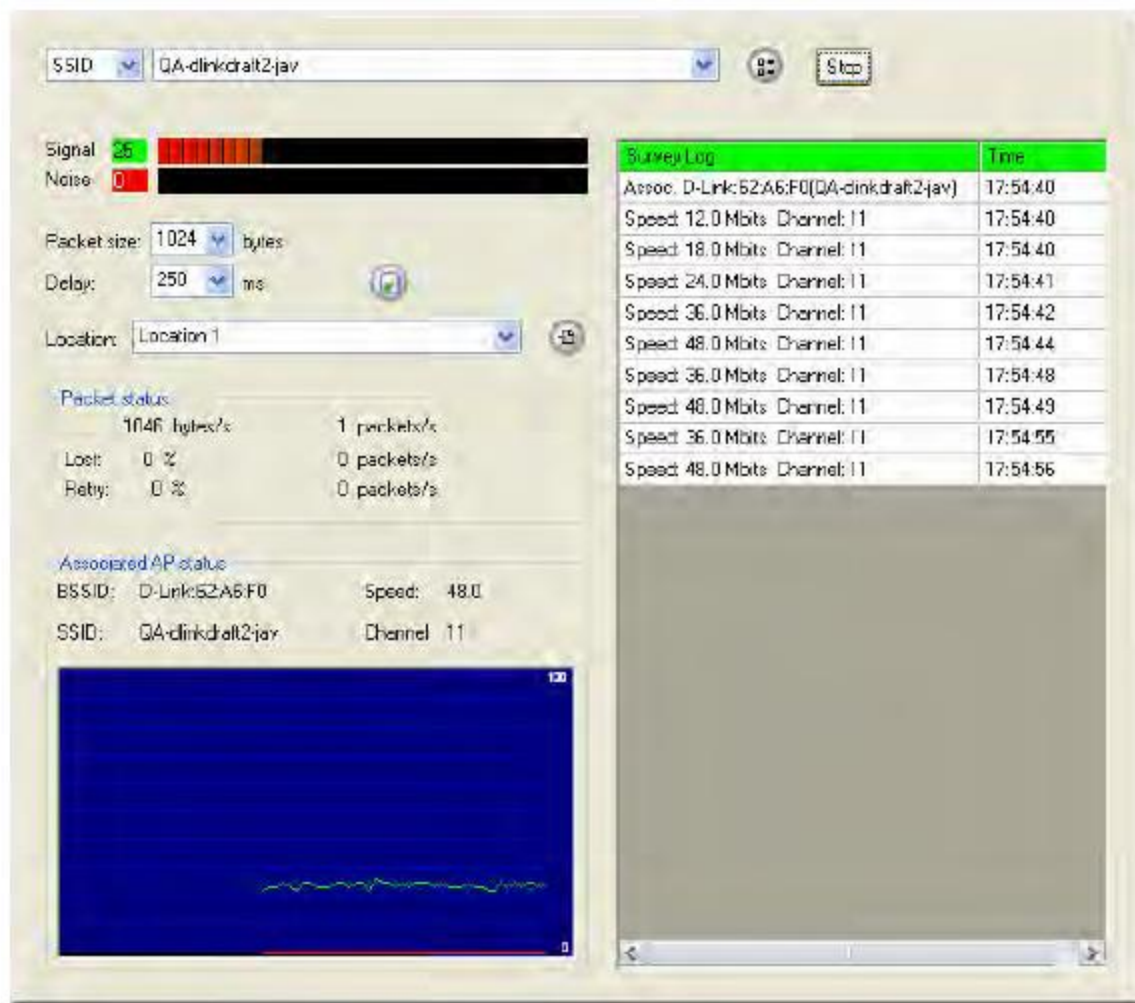 SSID QA-dlinkdraft2-jav Stop
Signal 25
Noise 0
Packet size: 1024 bytes
Delay: 250 ms
Location: Location 1
Packet status
1046 bytes/s 1 packets/s
Lost: 0 % 0 packets/s
Retry: 0 % 0 packets/s
Associated AP status
BSSID: D-Link:62:A6:F0 Speed: 48.0
SSID: QA-dlinkdraft2-jav Channel 11
100
0
Survey Log Time
Assoc. D-Link:62:A6:F0(QA-dlinkdraft2-jav) 17:54:40
Speed: 12.0 Mbits Channel: 11 17:54:40
Speed: 18.0 Mbits Channel: 11 17:54:40
Speed: 24.0 Mbits Channel: 11 17:54:41
Speed: 36.0 Mbits Channel: 11 17:54:42
Speed: 48.0 Mbits Channel: 11 17:54:44
Speed: 36.0 Mbits Channel: 11 17:54:48
Speed: 48.0 Mbits Channel: 11 17:54:49
Speed: 36.0 Mbits Channel: 11 17:54:55
Speed: 48.0 Mbits Channel: 11 17:54:56